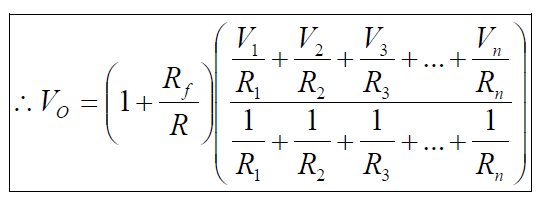 ∴ V_O = (1 + R_f / R) ( (V_1/R_1 + V_2/R_2 + V_3/R_3 + ... + V_n/R_n) / (1/R_1 + 1/R_2 + 1/R_3 + ... + 1/R_n) )